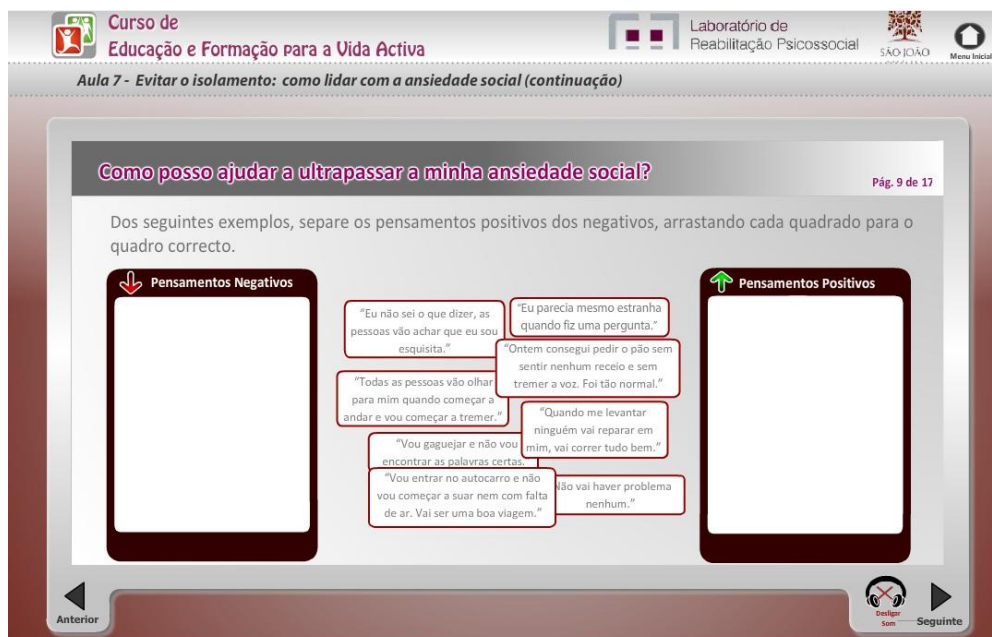 Curso de
Educação e Formação para a Vida Activa
Laboratório de
Reabilitação Psicossocial
SÃO JOÃO
Menu Inicial
Aula 7 - Evitar o isolamento: como lidar com a ansiedade social (continuação)
Como posso ajudar a ultrapassar a minha ansiedade social?
Pág. 9 de 17
Dos seguintes exemplos, separe os pensamentos positivos dos negativos, arrastando cada quadrado para o
quadro correcto.
Pensamentos Negativos
"Eu não sei o que dizer, as
pessoas vão achar que eu sou
esquisita."
"Eu parecia mesmo estranha
quando fiz uma pergunta."
"Ontem consegui pedir o pão sem
sentir nenhum receio e sem
tremer a voz. Foi tão normal."
"Todas as pessoas vão olhar
para mim quando começar a
andar e vou começar a tremer."
"Quando me levantar
ninguém vai reparar em
mim, vai correr tudo bem."
"Vou gaguejar e não vou
encontrar as palavras certas.
"Vou entrar no autocarro e não
vou começar a suar nem com falta
de ar. Vai ser uma boa viagem."
Não vai haver problema
nenhum."
Pensamentos Positivos
Anterior
Desligar
Som
Seguinte